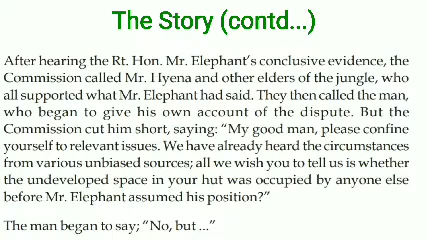 The Story (contd...)
After hearing the Rt. Hon. Mr. Elephant's conclusive evidence, the
Commission called Mr. Hyena and other elders of the jungle, who
all supported what Mr. Elephant had said. They then called the man,
who began to give his own account of the dispute. But the
Commission cut him short, saying: “My good man, please confine
yourself to relevant issues. We have already heard the circumstances
from various unbiased sources; all we wish you to tell us is whether
the undeveloped space in your hut was occupied by anyone else
before Mr. Elephant assumed his position?”
The man began to say; “No, but ...”